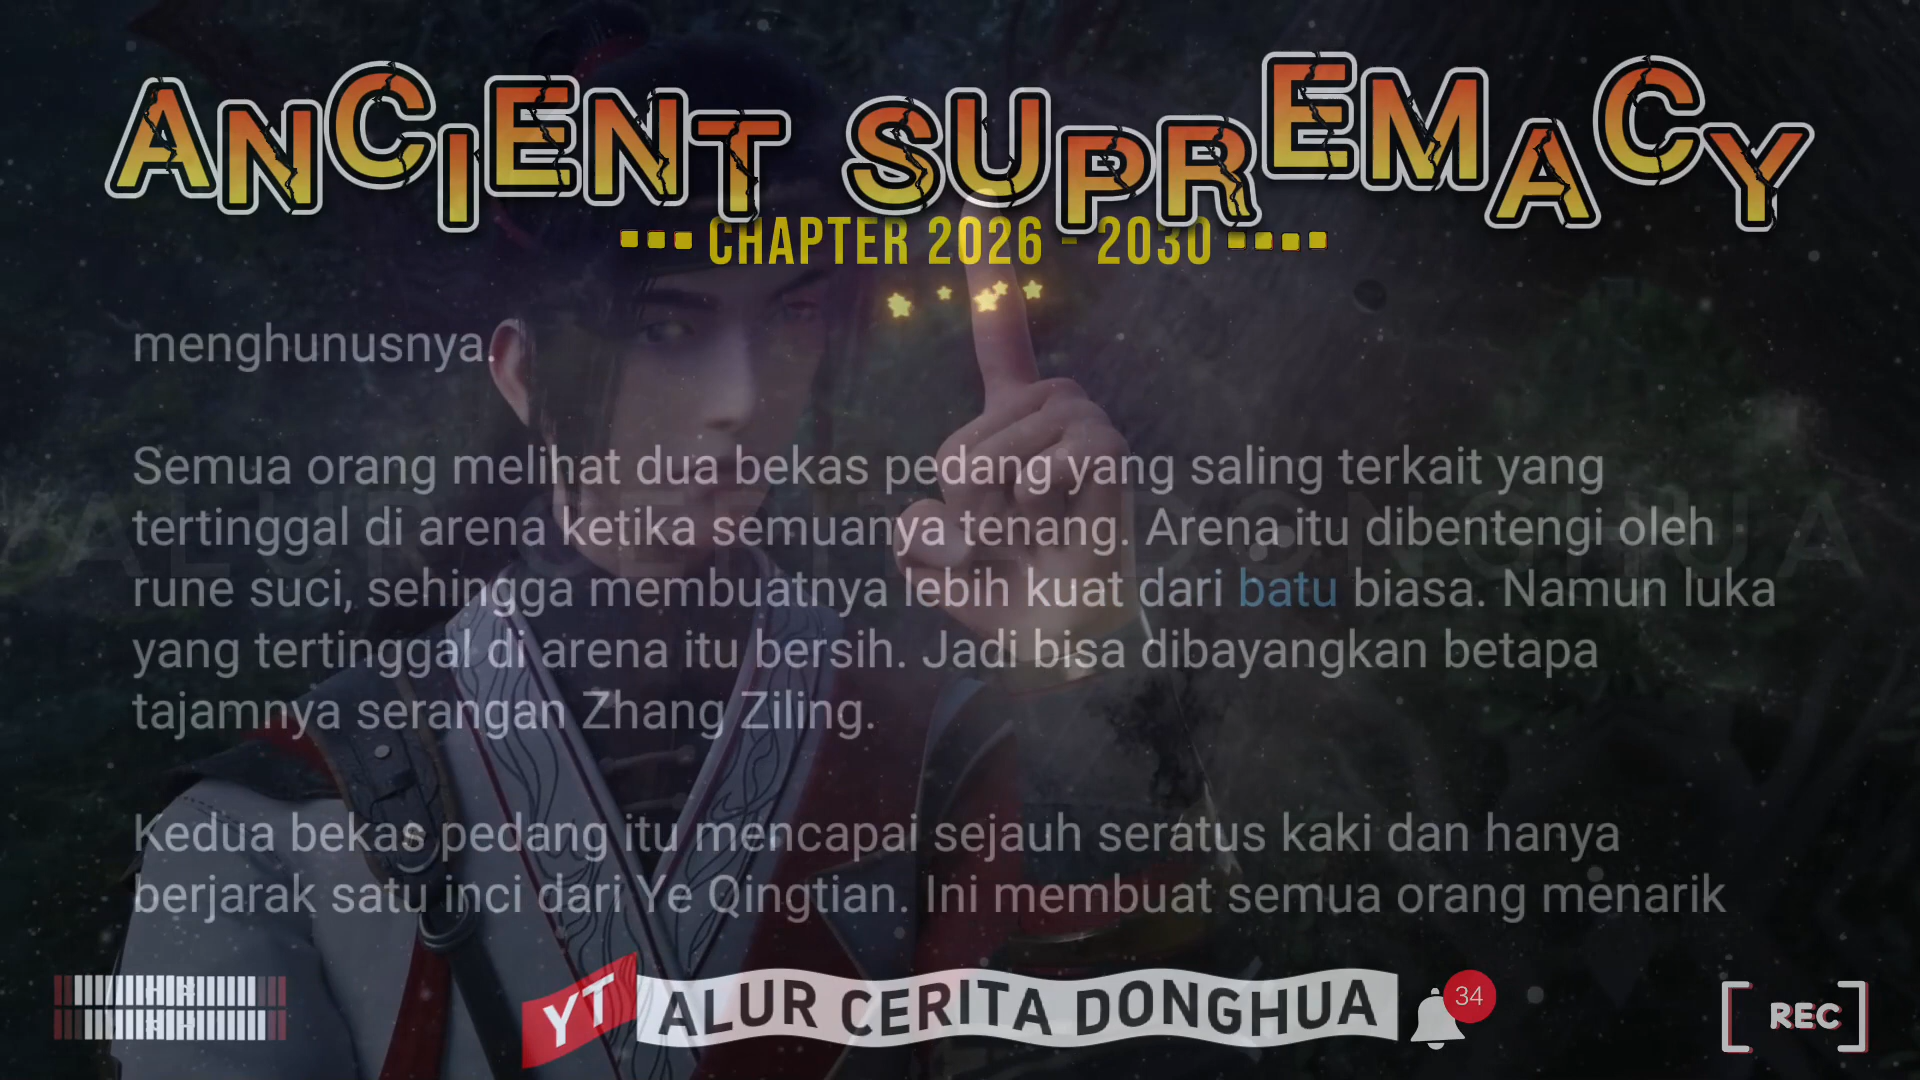 ANCIENT SUPREMACY
CHAPTER 2026 - 2030
menghunusnya.
Semua orang melihat dua bekas pedang yang saling terkait yang
tertinggal di arena ketika semuanya tenang. Arena itu dibentengi oleh
rune suci, sehingga membuatnya lebih kuat dari batu biasa. Namun luka
yang tertinggal di arena itu bersih. Jadi bisa dibayangkan betapa
tajamnya serangan Zhang Ziling.
Kedua bekas pedang itu mencapai sejauh seratus kaki dan hanya
berjarak satu inci dari Ye Qingtian. Ini membuat semua orang menarik
ALUR CERITA DONGHUA
YT ALUR CERITA DONGHUA 34
REC